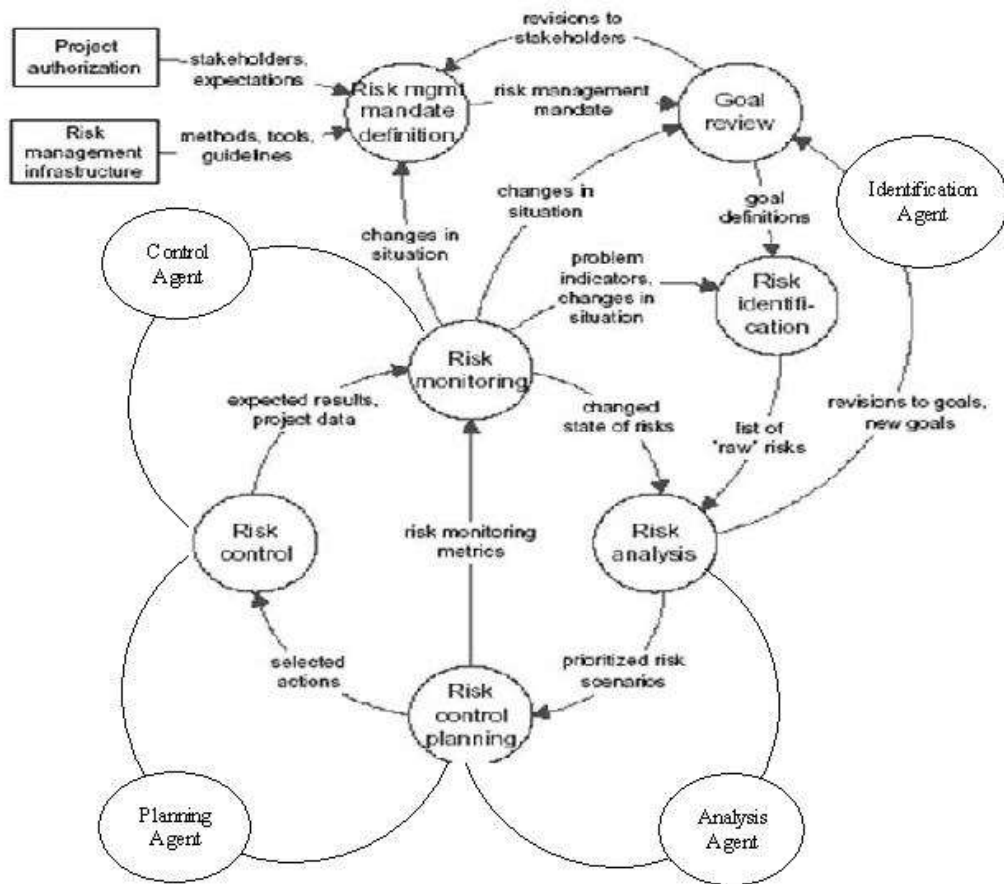 revisions to
stakeholders
Project
authorization
stakeholders,
expectations
Risk mgmt
mandate
definition
risk management
mandate
Goal
review
Risk
management
infrastructure
methods, tools,
guidelines
Identification
Agent
changes in
situation
goal
definitions
Control
Agent
changes in
situation
problem
indicators,
changes in
situation
Risk
identifi-
cation
Risk
monitoring
expected results,
project data
changed
state of risks
list of
"raw" risks
revisions to goals,
new goals
Risk
control
risk monitoring
metrics
Risk
analysis
selected
actions
prioritized risk
scenarios
Risk
control
planning
Planning
Agent
Analysis
Agent